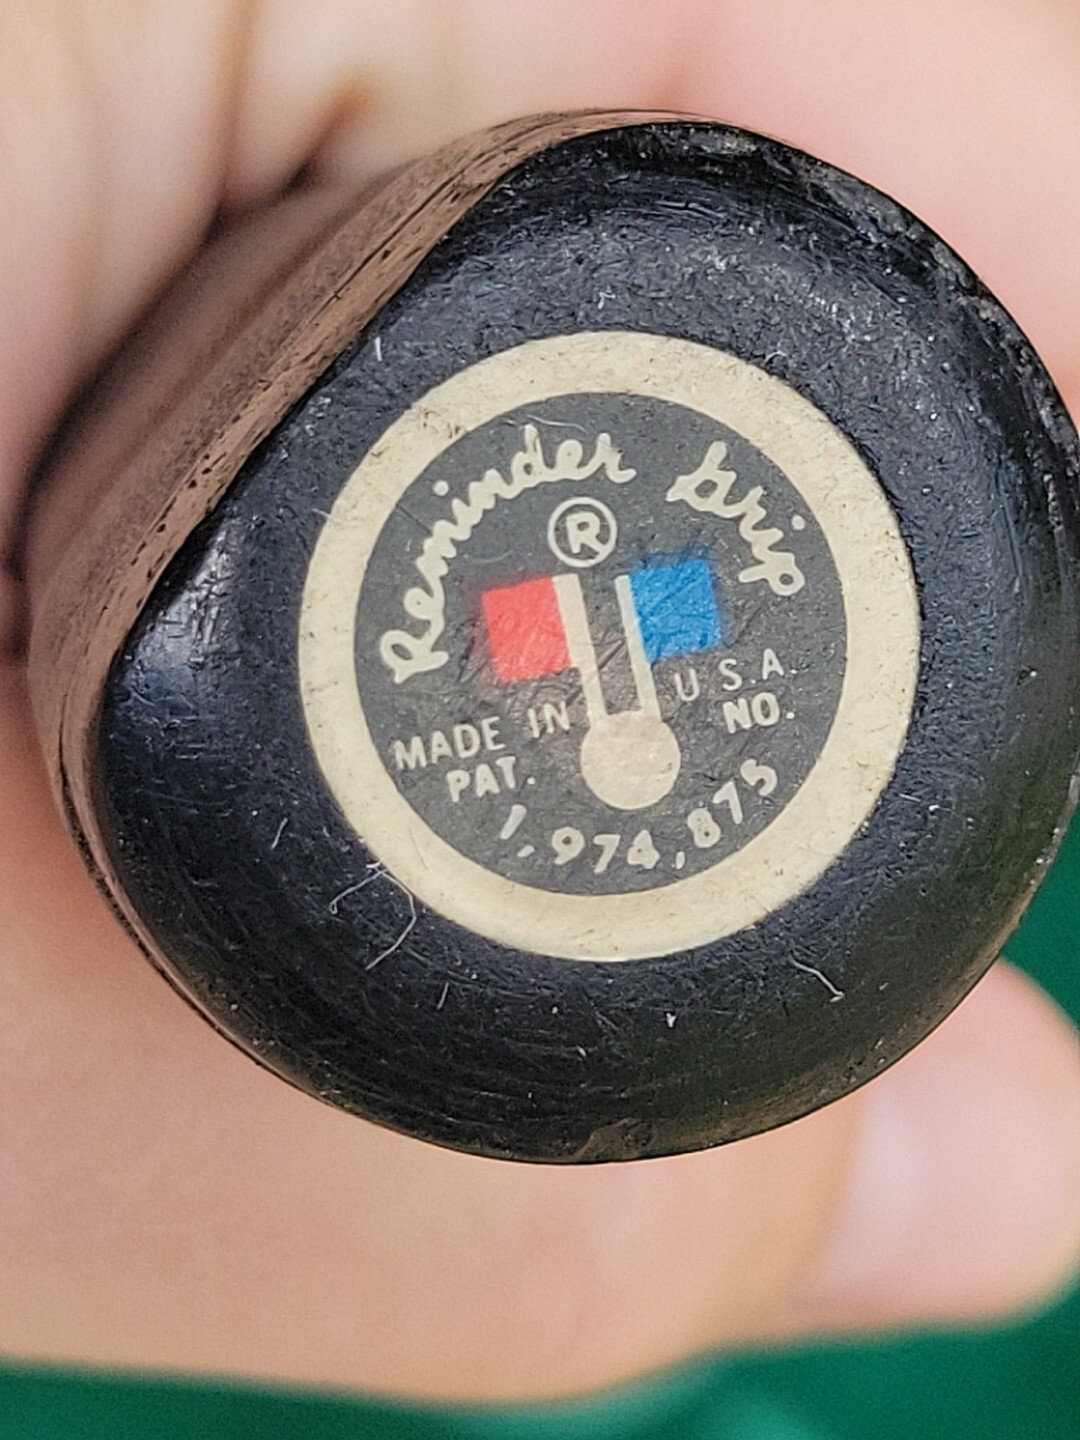 Reminder Grip
®
MADE IN U.S.A.
PAT. NO.
1,974,875